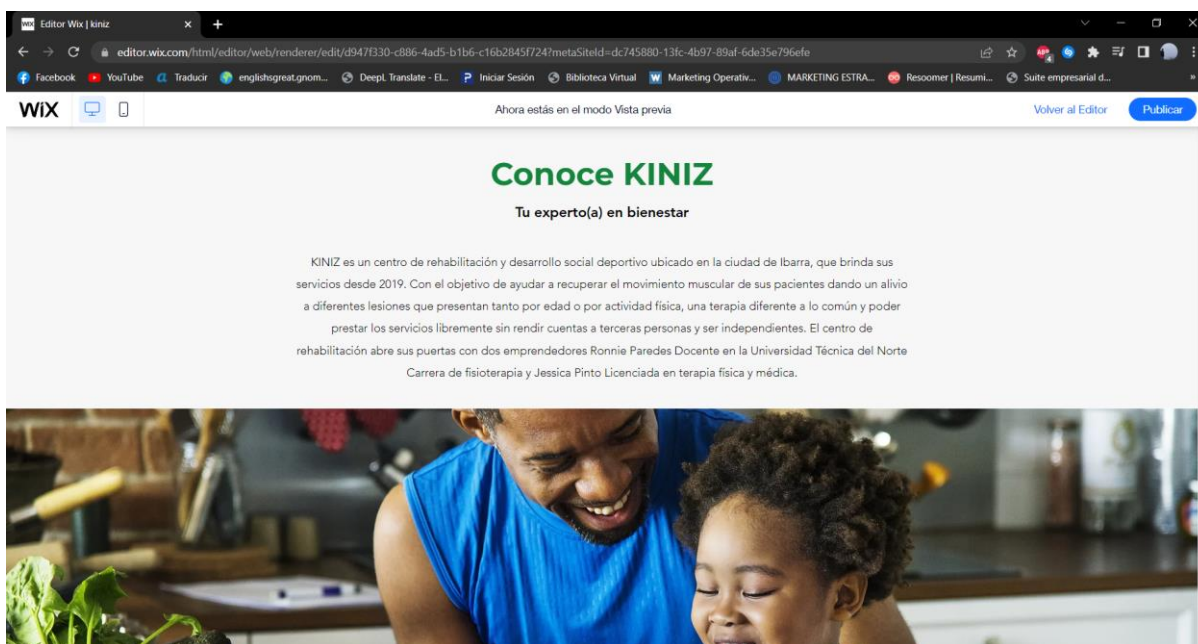 Editor Wix | kiniz
editor.wix.com/html/editor/web/renderer/edit/d947f330-c886-4ad5-b1b6-c16b2845f724?metaSiteId=dc745880-13fc-4b97-89af-6de35e796efe
Facebook YouTube Traducir englishsgreat.gnom... DeepL Translate - El... Iniciar Sesión Biblioteca Virtual Marketing Operativ... MARKETING ESTRA... Resoomer | Resumi... Suite empresarial d... »
WiX Ahora estás en el modo Vista previa Volver al Editor Publicar
Conoce KINIZ
Tu experto(a) en bienestar
KINIZ es un centro de rehabilitación y desarrollo social deportivo ubicado en la ciudad de Ibarra, que brinda sus
servicios desde 2019. Con el objetivo de ayudar a recuperar el movimiento muscular de sus pacientes dando un alivio
a diferentes lesiones que presentan tanto por edad o por actividad física, una terapia diferente a lo común y poder
prestar los servicios libremente sin rendir cuentas a terceras personas y ser independientes. El centro de
rehabilitación abre sus puertas con dos emprendedores Ronnie Paredes Docente en la Universidad Técnica del Norte
Carrera de fisioterapia y Jessica Pinto Licenciada en terapia física y médica.